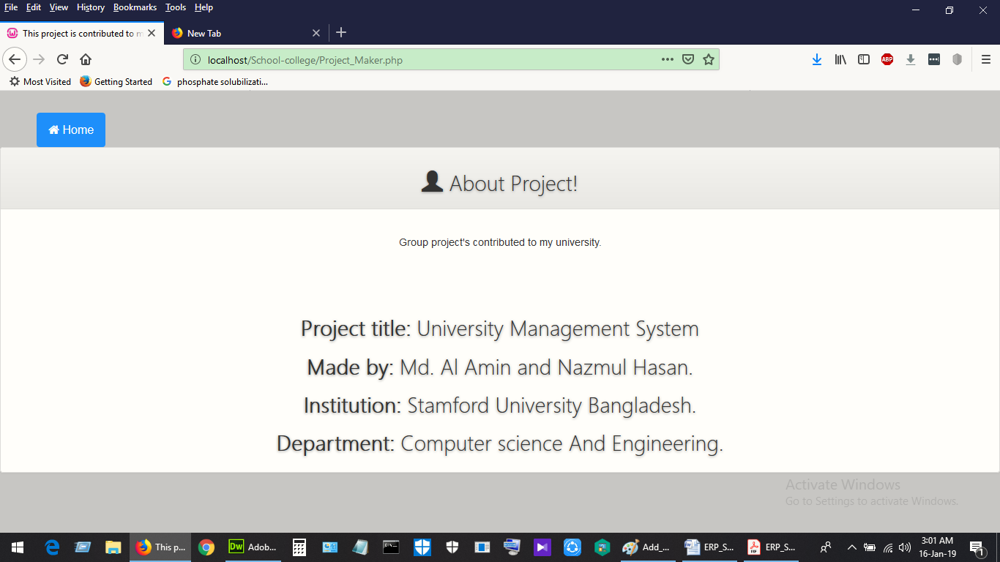 File Edit View History Bookmarks Tools Help
This project is contributed to m
New Tab
localhost/School-college/Project_Maker.php
ABP
Most Visited Getting Started G phosphate solubilizati...
Home
About Project!
Group project's contributed to my university.
Project title: University Management System
Made by: Md. Al Amin and Nazmul Hasan.
Institution: Stamford University Bangladesh.
Department: Computer science And Engineering.
Activate Windows
Go to Settings to activate Windows.
This p... Dw Adob... Add_... ERP_S... ERP_S...
3:01 AM
16-Jan-19
1